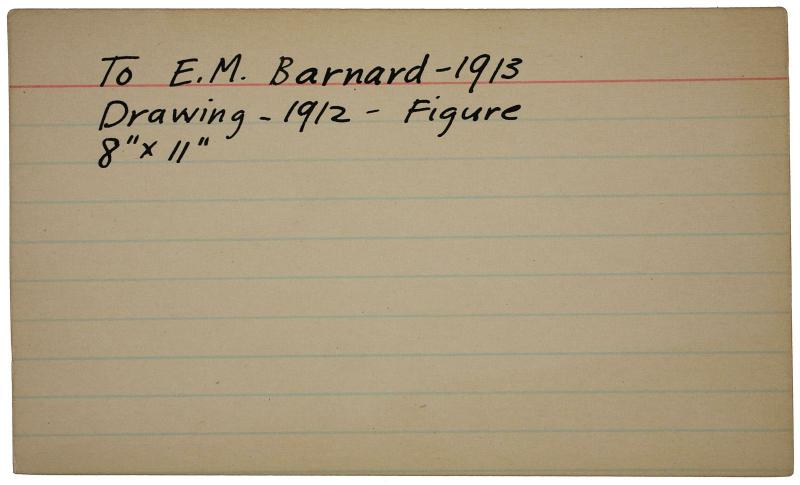 To E.M. Barnard - 1913
Drawing - 1912 - Figure
8" x 11"